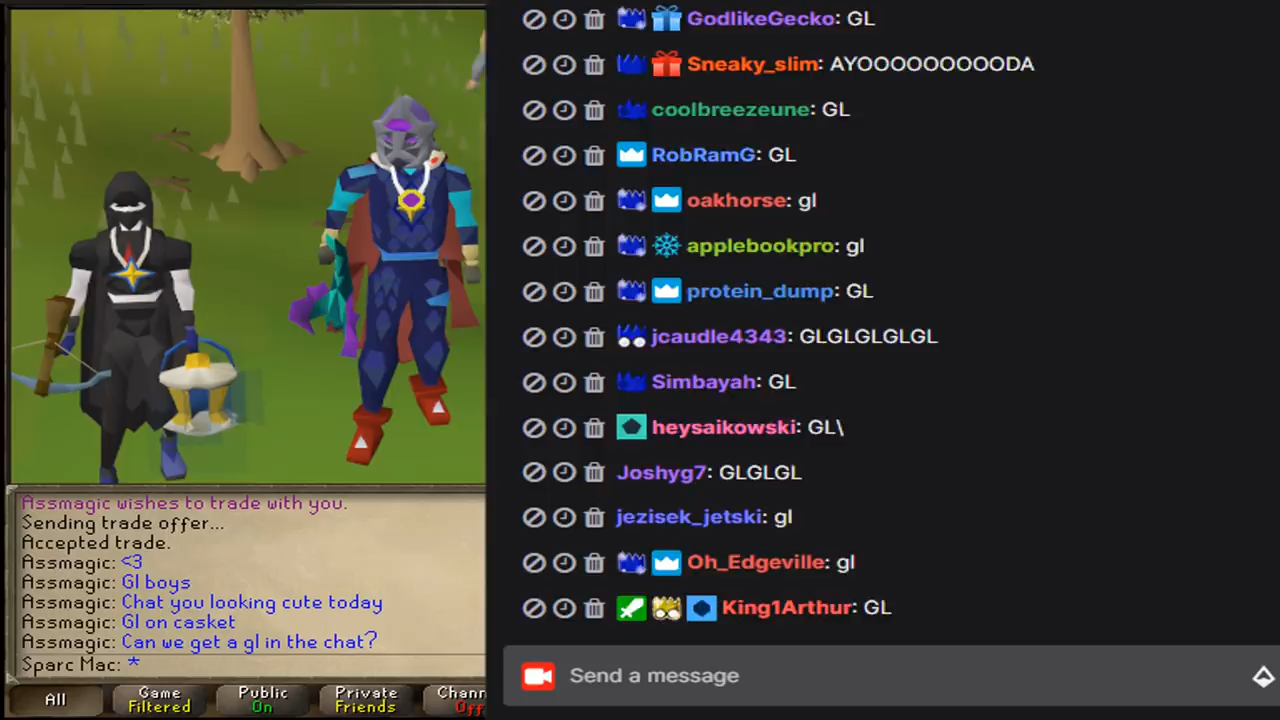 Assmagic wishes to trade with you.
Sending trade offer...
Accepted trade.
Assmagic: <3
Assmagic: Gl boys
Assmagic: Chat you looking cute today
Assmagic: Gl on casket
Assmagic: Can we get a gl in the chat?
Sparc Mac: *
All
Game
Filtered
Public
On
Private
Friends
Chann
Off
GodlikeGecko: GL
Sneaky_slim: AYOOOOOOOOODA
coolbreezeune: GL
RobRamG: GL
oakhorse: gl
applebookpro: gl
protein_dump: GL
jcaudle4343: GLGLGLGLGL
Simbayah: GL
heysaikowski: GL\
Joshyg7: GLGLGL
jezisek_jetski: gl
Oh_Edgeville: gl
King1Arthur: GL
Send a message